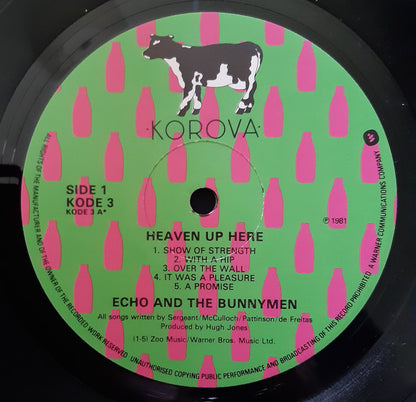 ·KOROVA·
SIDE 1
KODE 3
KODE 3 A*
℗ 1981
HEAVEN UP HERE
1. SHOW OF STRENGTH
2. WITH A HIP
3. OVER THE WALL
4. IT WAS A PLEASURE
5. A PROMISE
ECHO AND THE BUNNYMEN
All songs written by Sergeant/McCulloch/Pattinson/de Freitas
Produced by Hugh Jones
(1-5) Zoo Music/Warner Bros. Music Ltd.
ALL RIGHTS OF THE MANUFACTURER AND OF THE OWNER OF THE RECORDED WORK RESERVED. UNAUTHORISED COPYING PUBLIC PERFORMANCE AND BROADCASTING OF THIS RECORD PROHIBITED. A WARNER COMMUNICATIONS COMPANY.